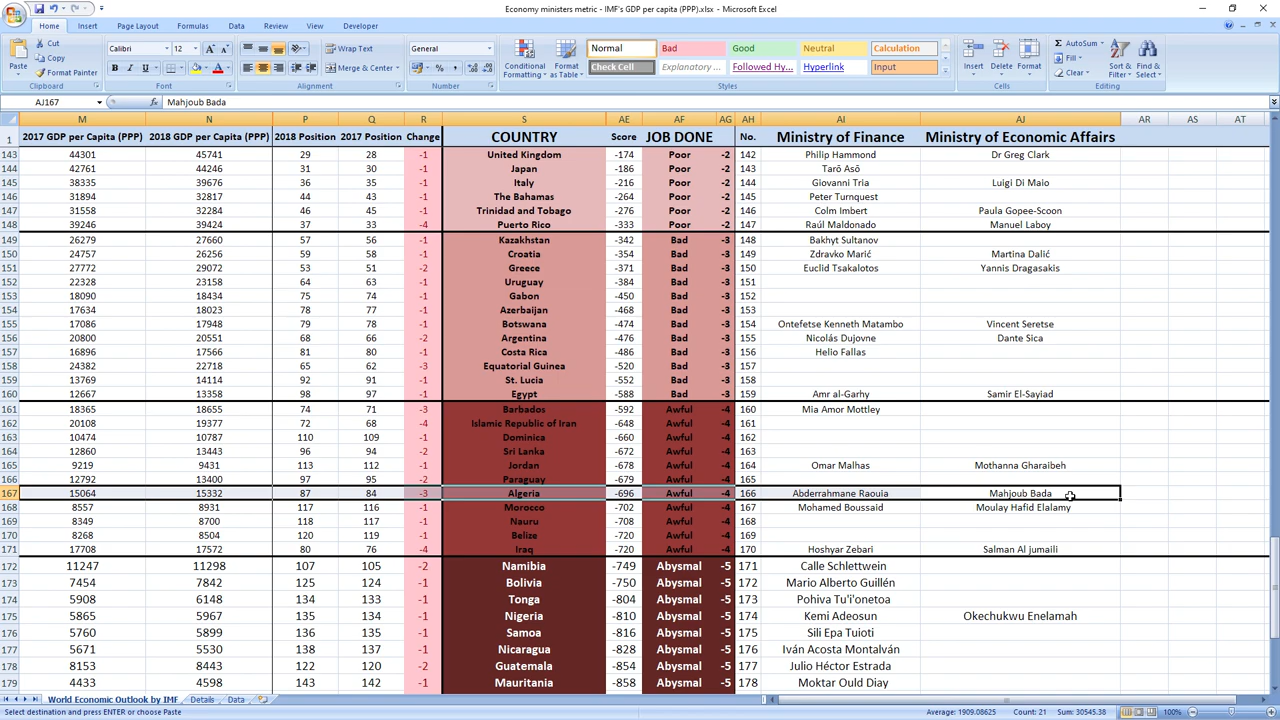 Economy ministers metric - IMF's GDP per capita (PPP).xlsx - Microsoft Excel
Home Insert Page Layout Formulas Data Review View Developer
Paste Cut Copy Format Painter Clipboard
Calibri 12 Font
Wrap Text Merge & Center Alignment
General Number
Conditional Formatting Format as Table Normal Bad Good Neutral Calculation
Check Cell Explanatory ... Followed Hy... Hyperlink Input Styles
Insert Delete Format Cells
AutoSum Fill Clear Sort & Filter Find & Select Editing
AJ167 fx Mahjoub Bada
M N P Q R S AE AF AG AH AI AJ AR AS AT
1 2017 GDP per Capita (PPP) 2018 GDP per Capita (PPP) 2018 Position 2017 Position Change COUNTRY Score JOB DONE No. Ministry of Finance Ministry of Economic Affairs
143 44301 45741 29 28 -1 United Kingdom -174 Poor -2 142 Philip Hammond Dr Greg Clark
144 42761 44246 31 30 -1 Japan -186 Poor -2 143 Tarō Asō
145 38335 39676 36 35 -1 Italy -216 Poor -2 144 Giovanni Tria Luigi Di Maio
146 31894 32817 44 43 -1 The Bahamas -264 Poor -2 145 Peter Turnquest
147 31558 32284 46 45 -1 Trinidad and Tobago -276 Poor -2 146 Colm Imbert Paula Gopee-Scoon
148 39246 39424 37 33 -4 Puerto Rico -333 Poor -2 147 Raúl Maldonado Manuel Laboy
149 26279 27660 57 56 -1 Kazakhstan -342 Bad -3 148 Bakhyt Sultanov
150 24757 26256 59 58 -1 Croatia -354 Bad -3 149 Zdravko Marić Martina Dalić
151 27772 29072 53 51 -2 Greece -371 Bad -3 150 Euclid Tsakalotos Yannis Dragasakis
152 22328 23158 64 63 -1 Uruguay -384 Bad -3 151
153 18090 18434 75 74 -1 Gabon -450 Bad -3 152
154 17634 18023 77 76 -1 Azerbaijan -468 Bad -3 153
155 17086 17948 79 78 -1 Botswana -474 Bad -3 154 Ontefetse Kenneth Matambo Vincent Seretse
156 20800 20551 68 66 -2 Argentina -476 Bad -3 155 Nicolás Dujovne Dante Sica
157 16896 17566 81 80 -1 Costa Rica -486 Bad -3 156 Helio Fallas
158 24382 22718 65 62 -3 Equatorial Guinea -520 Bad -3 157
159 13769 14114 92 91 -1 St. Lucia -552 Bad -3 158
160 12667 13358 98 97 -1 Egypt -588 Bad -3 159 Amr al-Garhy Samir El-Sayiad
161 18365 18655 74 71 -3 Barbados -592 Awful -4 160 Mia Amor Mottley
162 20108 19377 72 68 -4 Islamic Republic of Iran -648 Awful -4 161
163 10474 10787 110 109 -1 Dominica -660 Awful -4 162
164 12860 13443 96 94 -2 Sri Lanka -672 Awful -4 163
165 9219 9431 113 112 -1 Jordan -678 Awful -4 164 Omar Malhas Mothanna Gharaibeh
166 12792 13400 97 95 -2 Paraguay -679 Awful -4 165
167 15064 15332 87 84 -3 Algeria -696 Awful -4 166 Abderrahmane Raouia Mahjoub Bada
168 8557 8931 117 116 -1 Morocco -702 Awful -4 167 Mohamed Boussaid Moulay Hafid Elalamy
169 8349 8700 118 117 -1 Nauru -708 Awful -4 168
170 8268 8504 120 119 -1 Belize -720 Awful -4 169
171 17708 17572 80 76 -4 Iraq -720 Awful -4 170 Hoshyar Zebari Salman Al jumaili
172 11247 11298 107 105 -2 Namibia -749 Abysmal -5 171 Calle Schlettwein
173 7454 7842 125 124 -1 Bolivia -750 Abysmal -5 172 Mario Alberto Guillén
174 5908 6148 134 133 -1 Tonga -804 Abysmal -5 173 Pohiva Tu'i'onetoa
175 5865 5967 135 134 -1 Nigeria -810 Abysmal -5 174 Kemi Adeosun Okechukwu Enelamah
176 5760 5899 136 135 -1 Samoa -816 Abysmal -5 175 Sili Epa Tuioti
177 5671 5530 138 137 -1 Nicaragua -828 Abysmal -5 176 Iván Acosta Montalván
178 8153 8443 122 120 -2 Guatemala -854 Abysmal -5 177 Julio Héctor Estrada
179 4433 4598 143 142 -1 Mauritania -858 Abysmal -5 178 Moktar Ould Diay
World Economic Outlook by IMF Details Data
Select destination and press ENTER or choose Paste Average: 1909.08625 Count: 21 Sum: 30545.38 100%